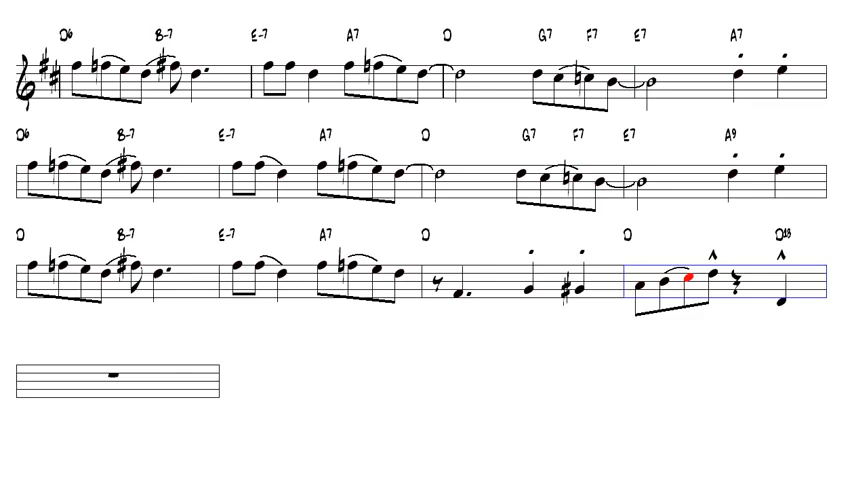 D6 B-7 E-7 A7 D G7 F7 E7 A7
D6 B-7 E-7 A7 D G7 F7 E7 A9
D B-7 E-7 A7 D D D13